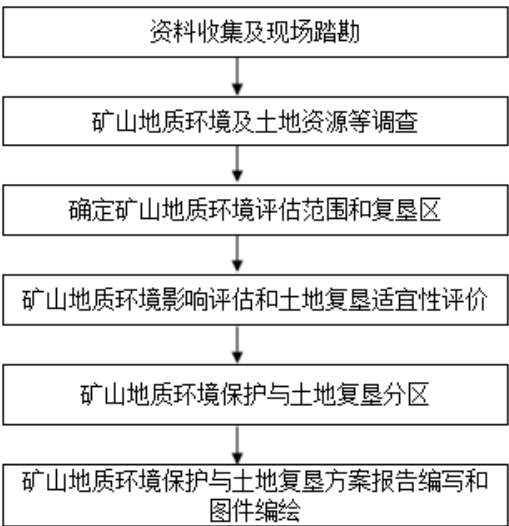 资料收集及现场踏勘
矿山地质环境及土地资源等调查
确定矿山地质环境评估范围和复垦区
矿山地质环境影响评估和土地复垦适宜性评价
矿山地质环境保护与土地复垦分区
矿山地质环境保护与土地复垦方案报告编写和
图件编绘